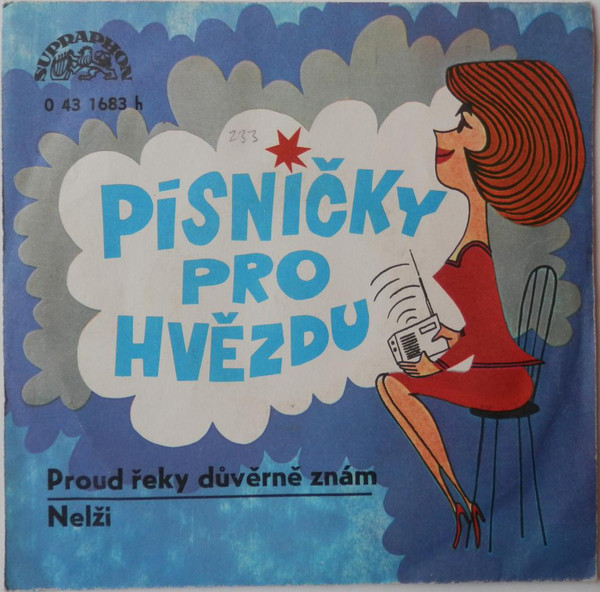 SUPRAPHON
0 43 1683 h
233
PÍSNIČKY
PRO
HVĚZDU
Proud řeky důvěrně znám
Nelži